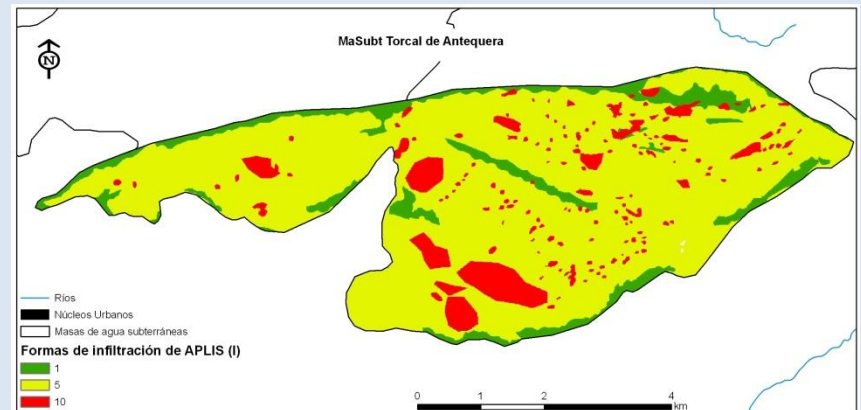 MaSubt Torcal de Antequera
N
Ríos
Núcleos Urbanos
Masas de agua subterráneas
Formas de infiltración de APLIS (I)
1
5
10
0 1 2 4
km